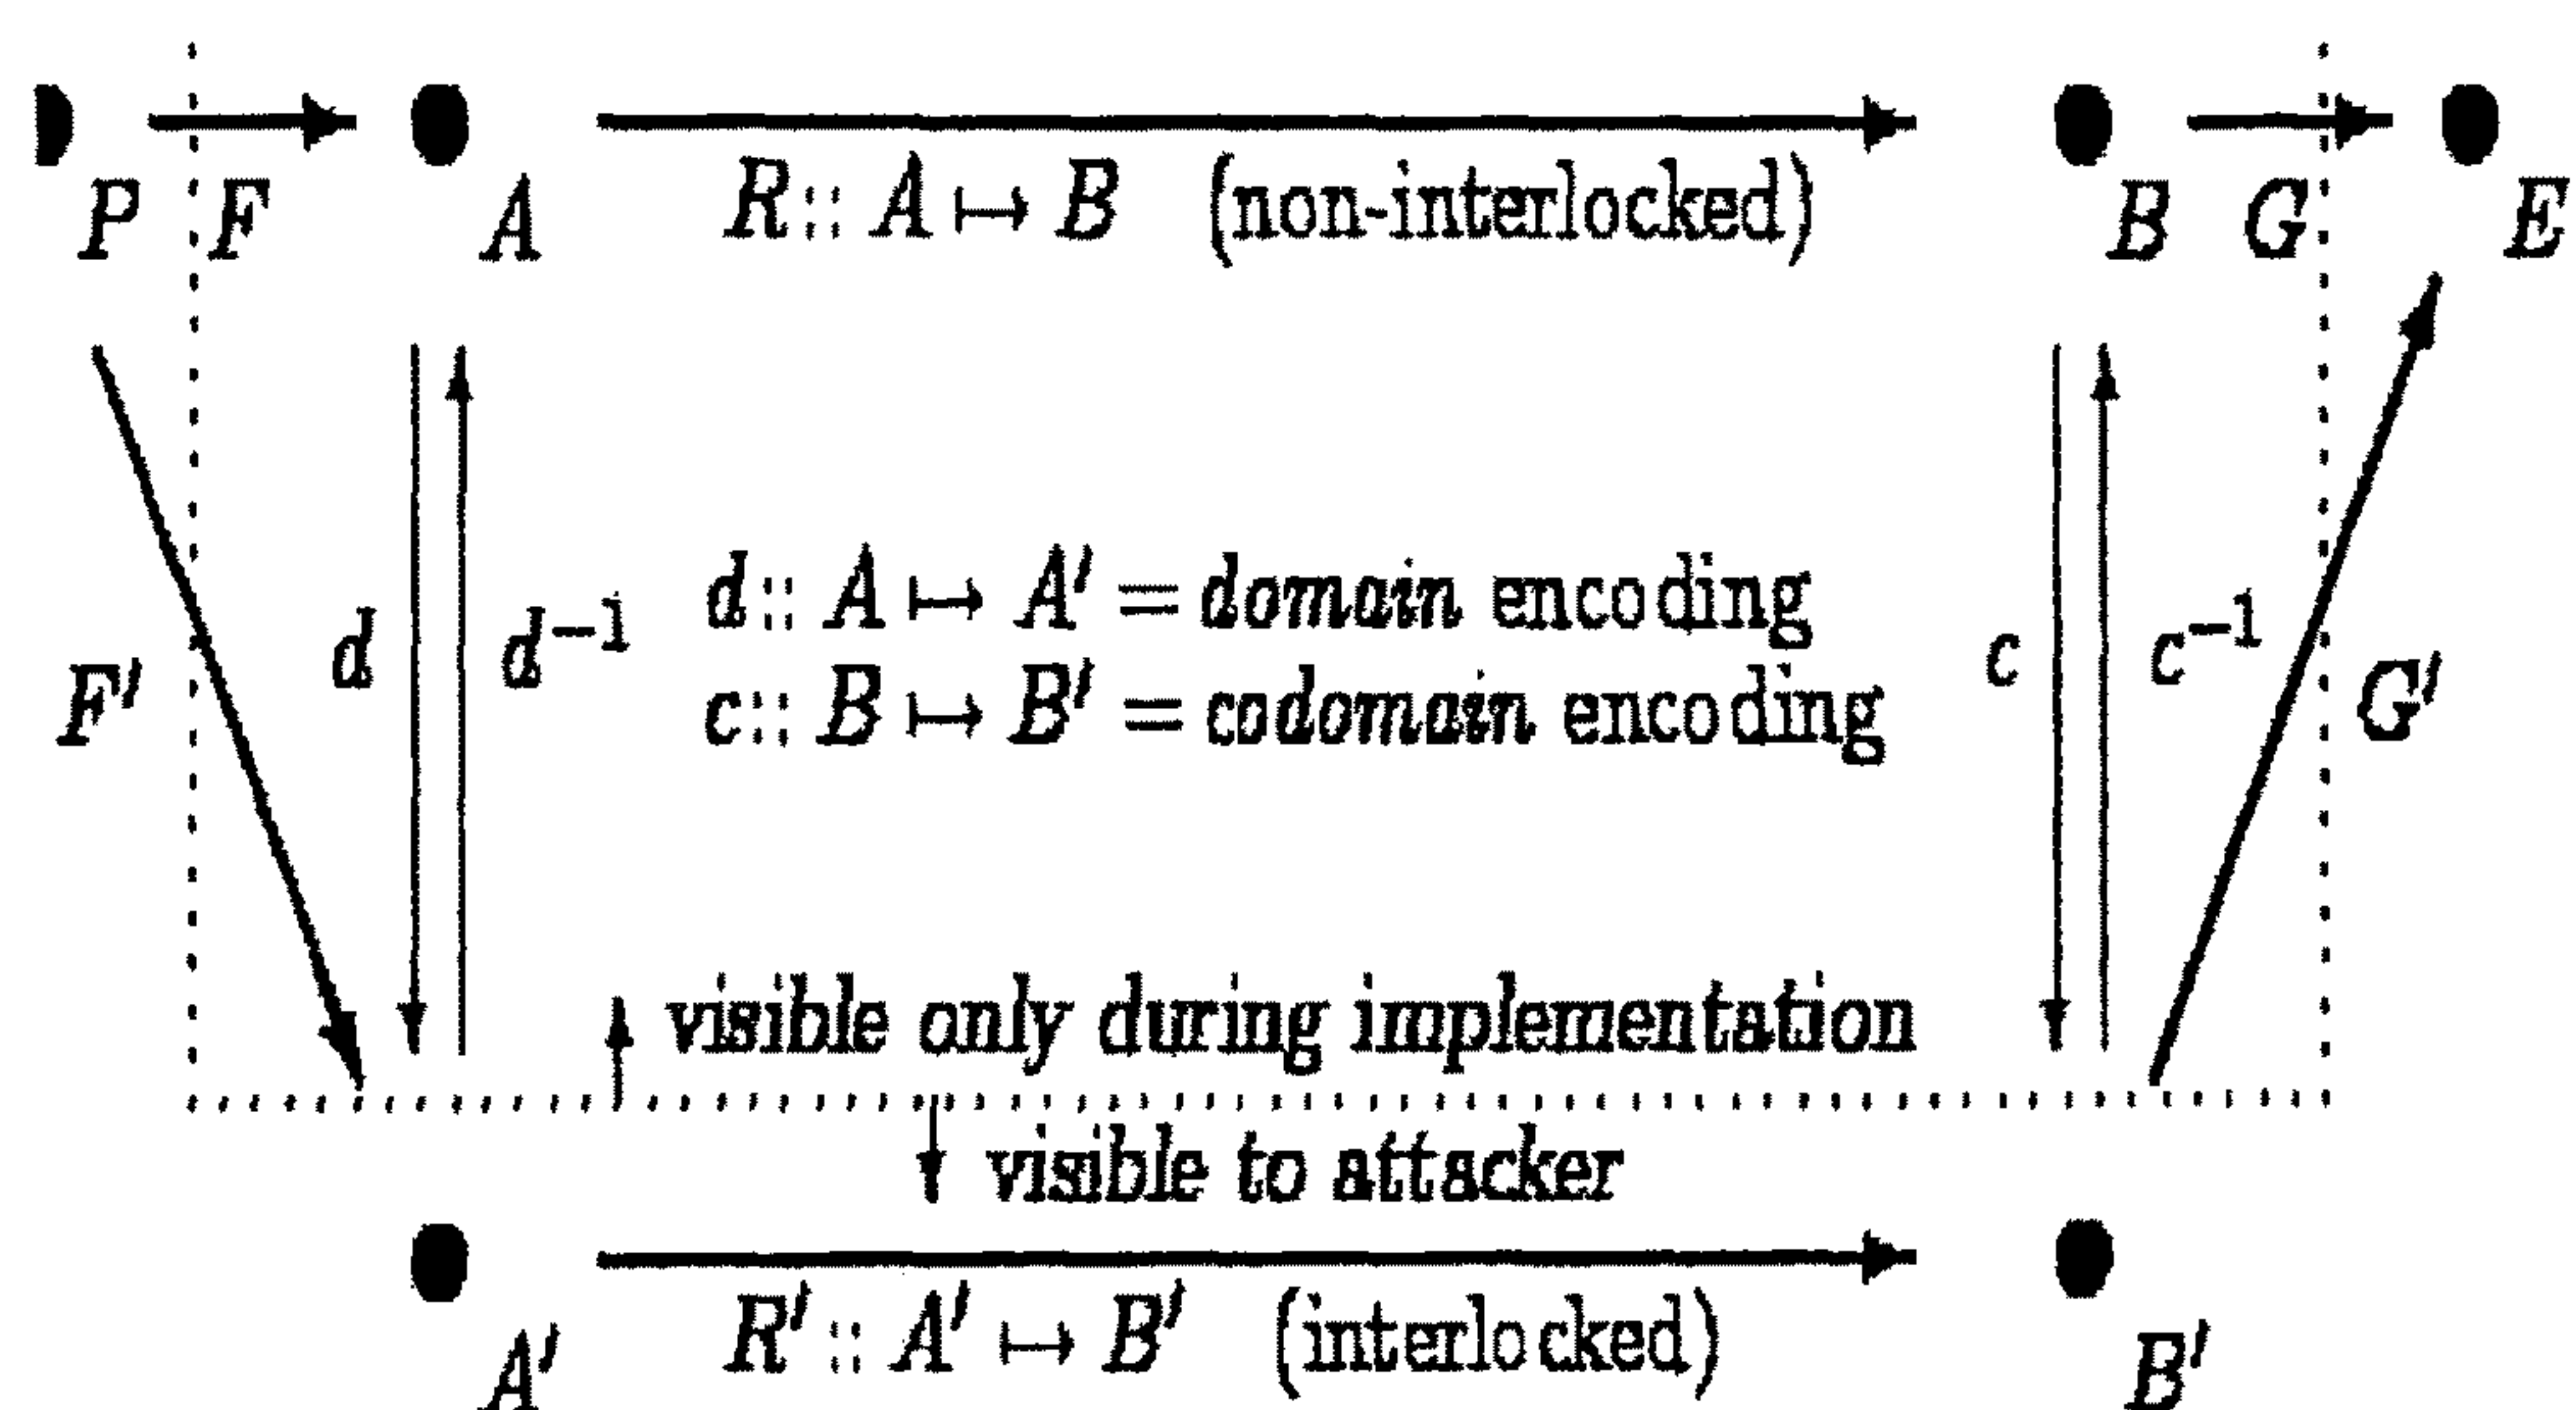 P F A R :: A ↦ B (non-interlocked) B G E
d :: A ↦ A′ = domain encoding
F′ d d⁻¹ c c⁻¹ G′
c :: B ↦ B′ = codomain encoding
visible only during implementation
visible to attacker
A′ R′ :: A′ ↦ B′ (interlocked) B′